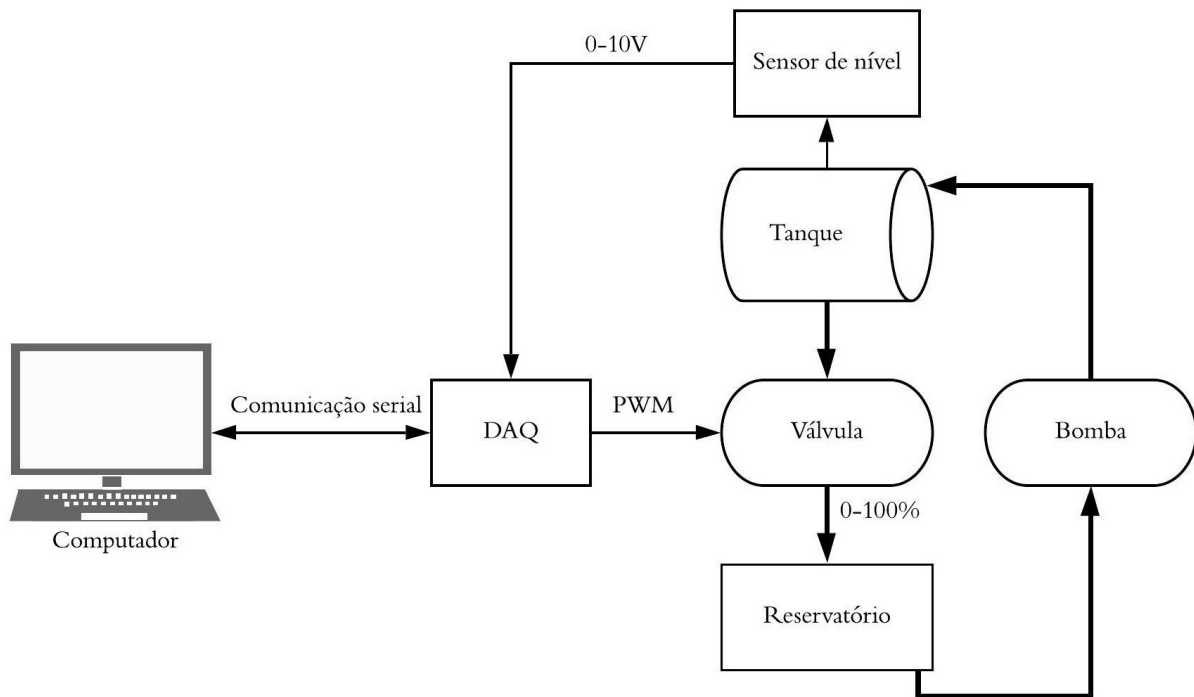 0-10V
Sensor de nível
Tanque
Comunicação serial
DAQ
PWM
Válvula
Bomba
0-100%
Computador
Reservatório